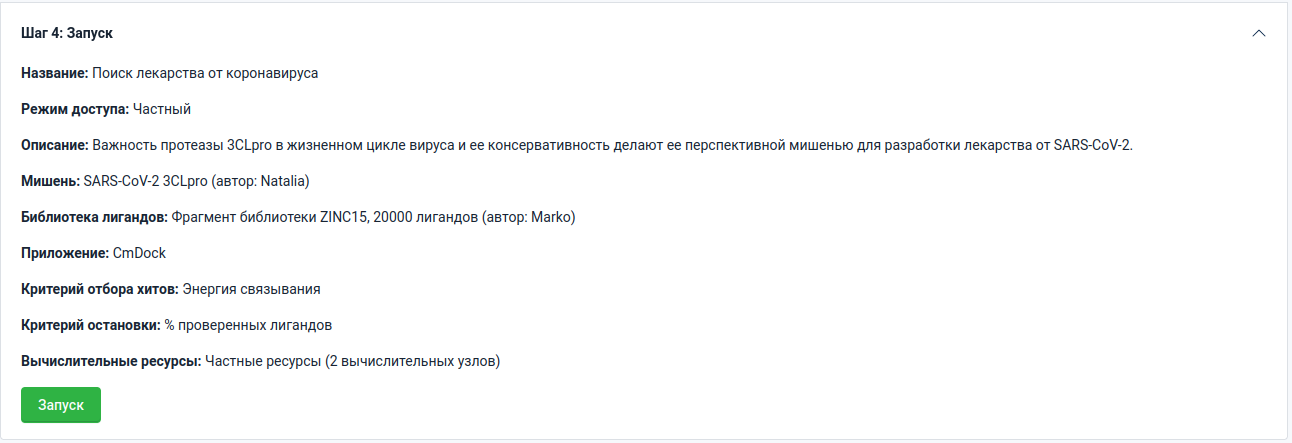 Шаг 4: Запуск
Название: Поиск лекарства от коронавируса
Режим доступа: Частный
Описание: Важность протеазы 3CLpro в жизненном цикле вируса и ее консервативность делают ее перспективной мишенью для разработки лекарства от SARS-CoV-2.
Мишень: SARS-CoV-2 3CLpro (автор: Natalia)
Библиотека лигандов: Фрагмент библиотеки ZINC15, 20000 лигандов (автор: Marko)
Приложение: CmDock
Критерий отбора хитов: Энергия связывания
Критерий остановки: % проверенных лигандов
Вычислительные ресурсы: Частные ресурсы (2 вычислительных узлов)
Запуск